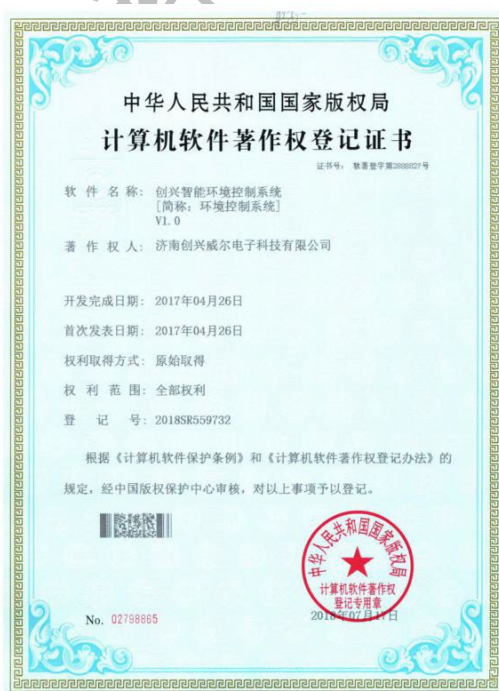 中华人民共和国国家版权局
计算机软件著作权登记证书
证书号： 软著登字第2888827号
软 件 名 称： 创兴智能环境控制系统
[简称：环境控制系统]
V1.0
著 作 权 人： 济南创兴威尔电子科技有限公司
开发完成日期： 2017年04月26日
首次发表日期： 2017年04月26日
权利取得方式： 原始取得
权 利 范 围： 全部权利
登 记 号： 2018SR559732
根据《计算机软件保护条例》和《计算机软件著作权登记办法》的
规定，经中国版权保护中心审核，对以上事项予以登记。
中华人民共和国国家版权局
计算机软件著作权
登记专用章
No. 02798865
2018年07月17日